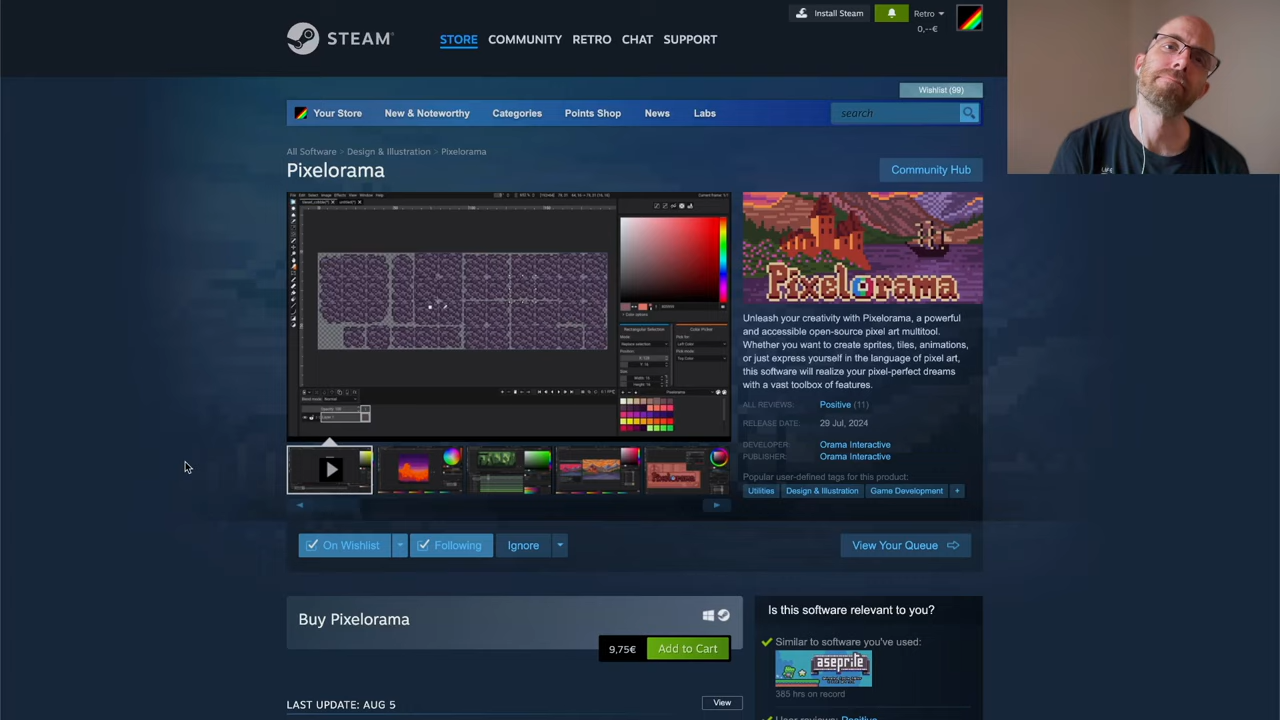 Install Steam
Retro
0,--€
STEAM
STORE
COMMUNITY
RETRO
CHAT
SUPPORT
Wishlist (99)
Your Store
New & Noteworthy
Categories
Points Shop
News
Labs
search
All Software > Design & Illustration > Pixelorama
Pixelorama
Community Hub
Pixelorama
Unleash your creativity with Pixelorama, a powerful
and accessible open-source pixel art multitool.
Whether you want to create sprites, tiles, animations,
or just express yourself in the language of pixel art,
this software will realize your pixel-perfect dreams
with a vast toolbox of features.
ALL REVIEWS: Positive (11)
RELEASE DATE: 29 Jul, 2024
DEVELOPER: Orama Interactive
PUBLISHER: Orama Interactive
Popular user-defined tags for this product:
Utilities
Design & Illustration
Game Development
+
On Wishlist
Following
Ignore
View Your Queue
Buy Pixelorama
9,75€
Add to Cart
Is this software relevant to you?
Similar to software you've used:
aseprite
385 hrs on record
LAST UPDATE: AUG 5
View
User reviews: Positive